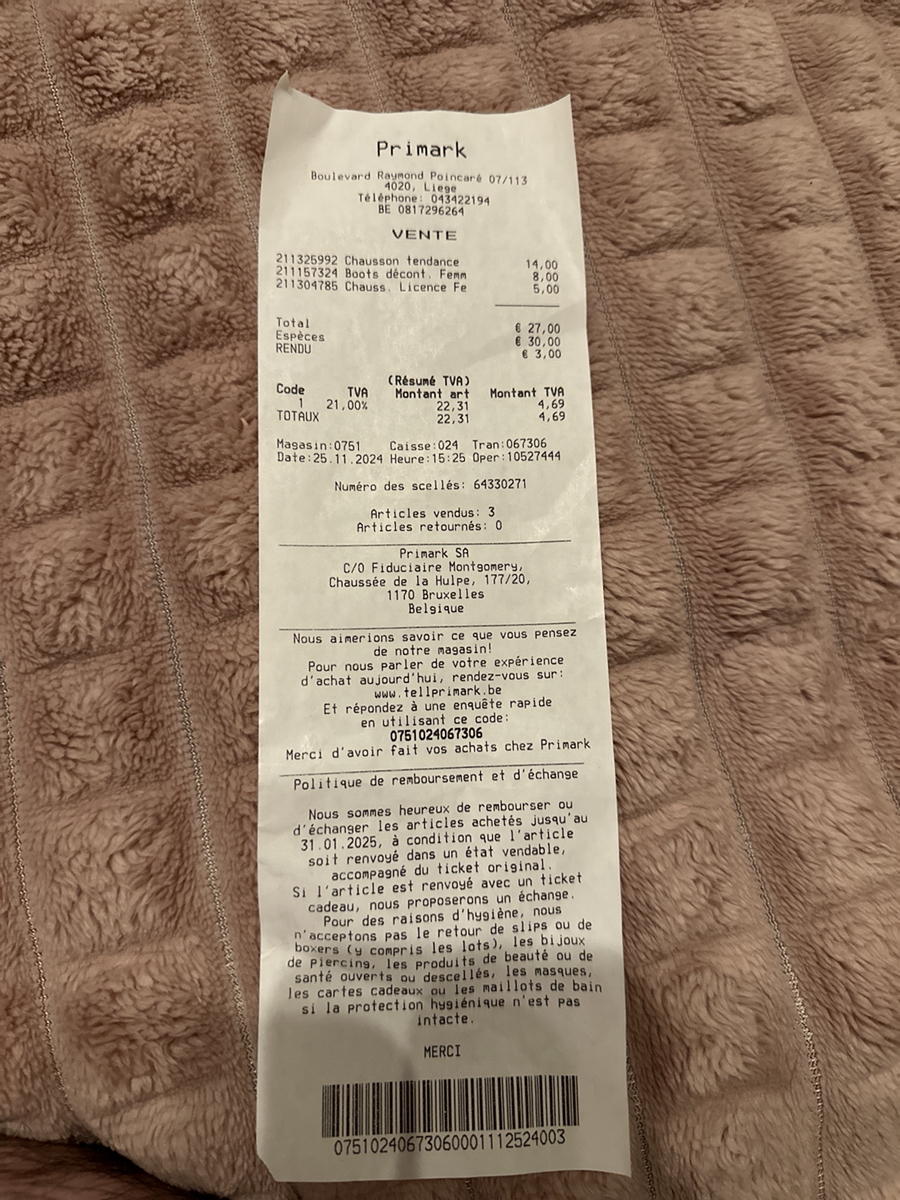 Primark
Boulevard Raymond Poincaré 07/113
4020, Liege
Téléphone: 043422194
BE 0817296264
VENTE
211325992 Chausson tendance 14,00
211157324 Boots décont. Femm 8,00
211304785 Chauss. Licence Fe 5,00
Total € 27,00
Espèces € 30,00
RENDU € 3,00
(Résumé TVA)
Code TVA Montant art Montant TVA
1 21,00% 22,31 4,69
TOTAUX 22,31 4,69
Magasin:0751 Caisse:024 Tran:067306
Date:25.11.2024 Heure:15:25 Oper:10527444
Numéro des scellés: 64330271
Articles vendus: 3
Articles retournés: 0
Primark SA
C/O Fiduciaire Montgomery,
Chaussée de la Hulpe, 177/20,
1170 Bruxelles
Belgique
Nous aimerions savoir ce que vous pensez
de notre magasin!
Pour nous parler de votre expérience
d'achat aujourd'hui, rendez-vous sur:
www.tellprimark.be
Et répondez à une enquête rapide
en utilisant ce code:
0751024067306
Merci d'avoir fait vos achats chez Primark
Politique de remboursement et d'échange
Nous sommes heureux de rembourser ou
d'échanger les articles achetés jusqu'au
31.01.2025, à condition que l'article
soit renvoyé dans un état vendable,
accompagné du ticket original.
Si l'article est renvoyé avec un ticket
cadeau, nous proposerons un échange.
Pour des raisons d'hygiène, nous
n'acceptons pas le retour de slips ou de
boxers (y compris les lots), les bijoux
de Piercing, les produits de beauté ou de
santé ouverts ou descellés, les masques,
les cartes cadeaux ou les maillots de bain
si la protection hygiénique n'est pas
intacte.
MERCI
07510240673060001112524003